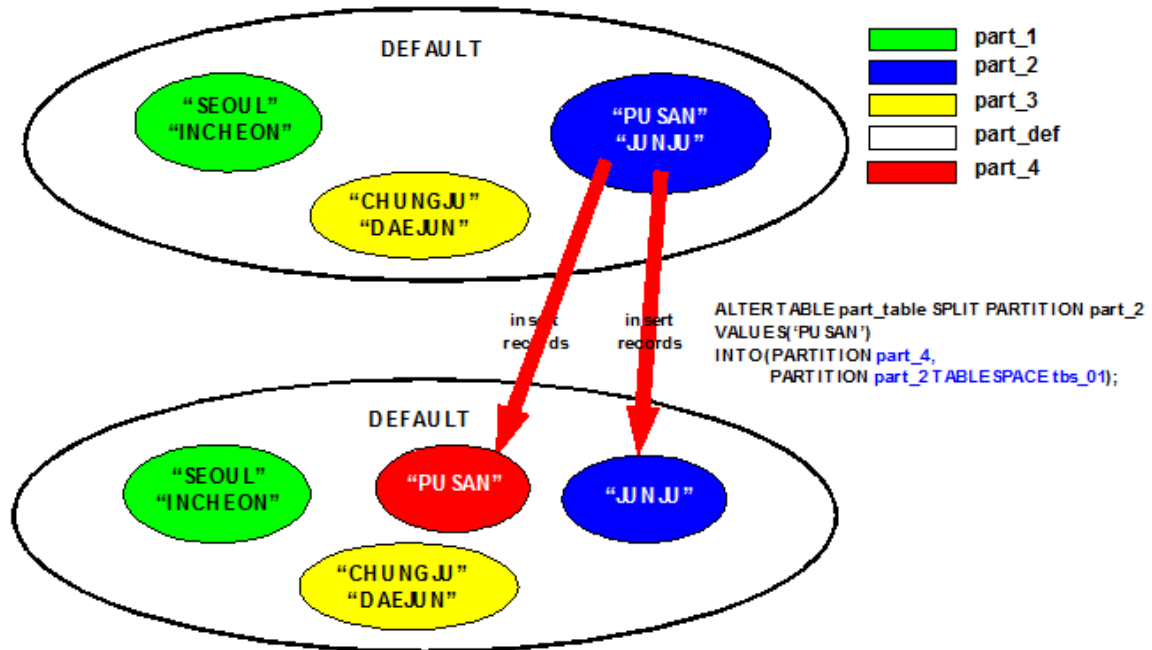 DEFAULT
"SEOUL"
"INCHEON"
"PUSAN"
"JUNJU"
"CHUNGJU"
"DAEJUN"
part_1
part_2
part_3
part_def
part_4
insert
records
insert
records
ALTER TABLE part_table SPLIT PARTITION part_2
VALUES('PUSAN')
INTO(PARTITION part_4,
PARTITION part_2 TABLESPACE tbs_01);
DEFAULT
"SEOUL"
"INCHEON"
"PUSAN"
"JUNJU"
"CHUNGJU"
"DAEJUN"